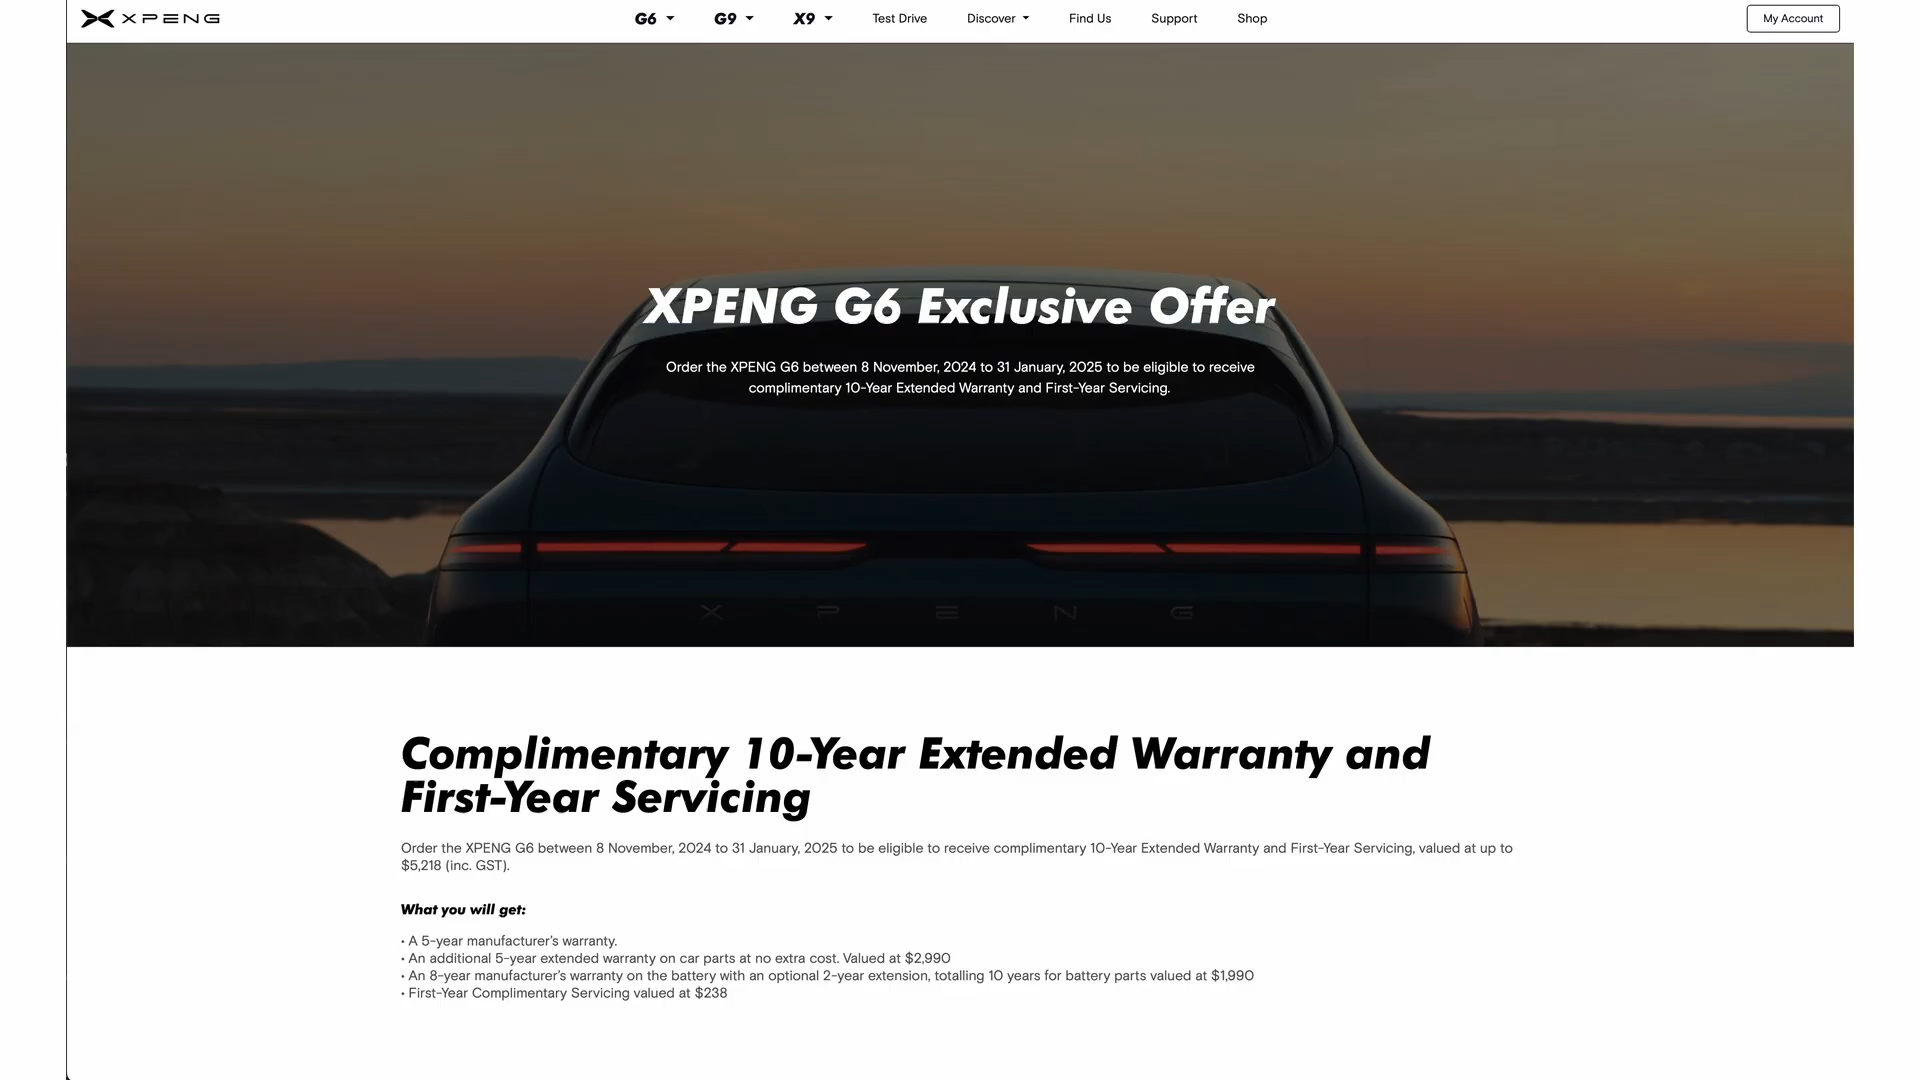 XPENG
G6
G9
X9
Test Drive
Discover
Find Us
Support
Shop
My Account
XPENG G6 Exclusive Offer
Order the XPENG G6 between 8 November, 2024 to 31 January, 2025 to be eligible to receive
complimentary 10-Year Extended Warranty and First-Year Servicing.
XPENG
Complimentary 10-Year Extended Warranty and
First-Year Servicing
Order the XPENG G6 between 8 November, 2024 to 31 January, 2025 to be eligible to receive complimentary 10-Year Extended Warranty and First-Year Servicing, valued at up to
$5,218 (inc. GST).
What you will get:
• A 5-year manufacturer's warranty.
• An additional 5-year extended warranty on car parts at no extra cost. Valued at $2,990
• An 8-year manufacturer's warranty on the battery with an optional 2-year extension, totalling 10 years for battery parts valued at $1,990
• First-Year Complimentary Servicing valued at $238